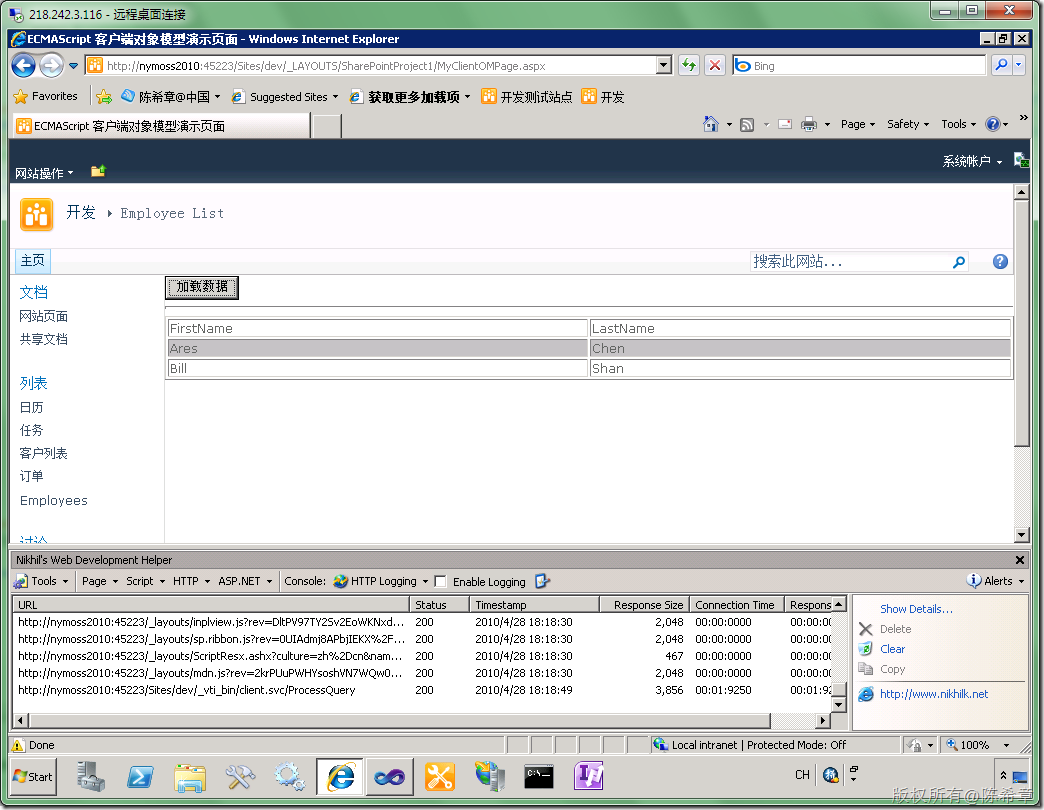 218.242.3.116 - 远程桌面连接
ECMAScript 客户端对象模型演示页面 - Windows Internet Explorer
http://nymoss2010:45223/Sites/dev/_LAYOUTS/SharePointProject1/MyClientOMPage.aspx
Bing
Favorites 陈希章@中国 Suggested Sites 获取更多加载项 开发测试站点 开发
ECMAScript 客户端对象模型演示页面
Page Safety Tools
网站操作
系统帐户
开发 Employee List
主页
搜索此网站...
文档
网站页面
共享文档
列表
日历
任务
客户列表
订单
Employees
讨论
加载数据
FirstName LastName
Ares Chen
Bill Shan
Nikhil's Web Development Helper
Tools Page Script HTTP ASP.NET Console: HTTP Logging Enable Logging Alerts
URL Status Timestamp Response Size Connection Time Respons
http://nymoss2010:45223/_layouts/inplview.js?rev=DltPV97TY25v2EoWKNxd... 200 2010/4/28 18:18:30 2,048 00:00:0000 00:00:0
http://nymoss2010:45223/_layouts/sp.ribbon.js?rev=0UIAdmj8APbjIEKX%2F... 200 2010/4/28 18:18:30 2,048 00:00:0000 00:00:0
http://nymoss2010:45223/_layouts/ScriptResx.ashx?culture=zh%2Dcn&nam... 200 2010/4/28 18:18:30 467 00:00:0000 00:00:0
http://nymoss2010:45223/_layouts/mdn.js?rev=2krPUuPWHYsoshWN7WQw0... 200 2010/4/28 18:18:30 2,048 00:00:0000 00:00:0
http://nymoss2010:45223/Sites/dev/_vti_bin/client.svc/ProcessQuery 200 2010/4/28 18:18:49 3,856 00:01:9250 00:01:92
Show Details...
Delete
Clear
Copy
http://www.nikhilk.net
Done
Local intranet | Protected Mode: Off
100%
Start
CH
版权所有@陈希章